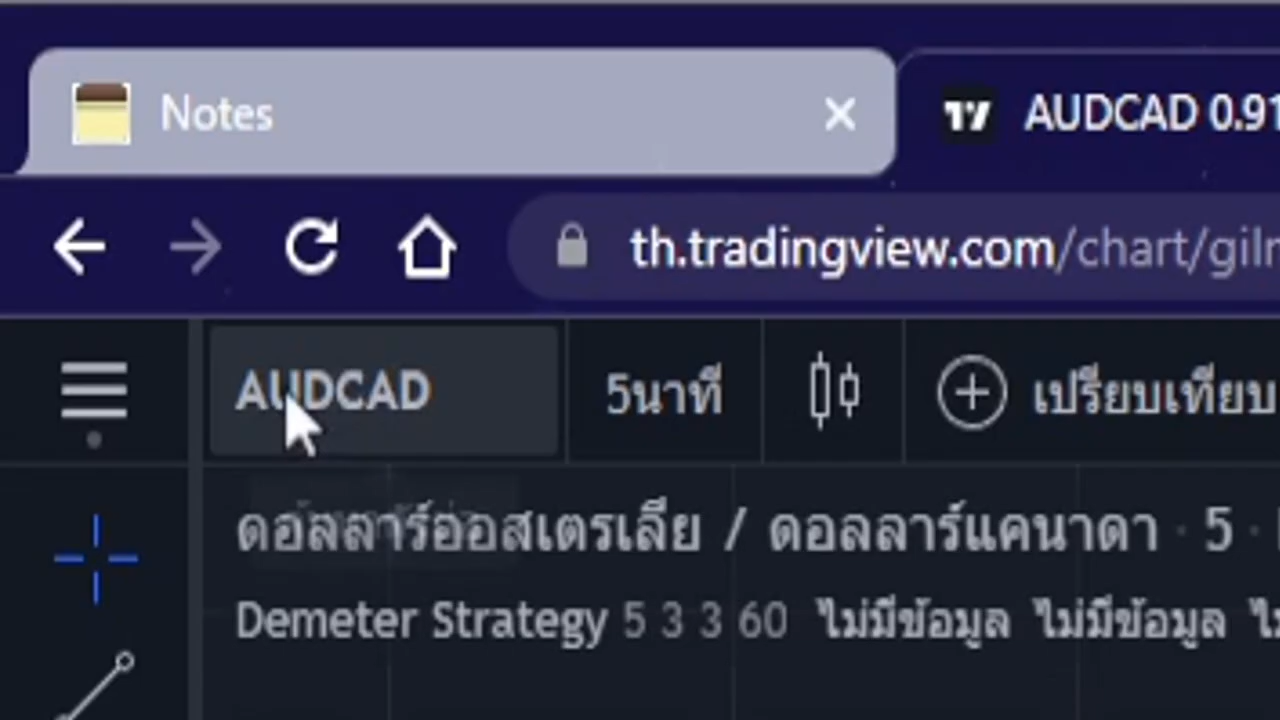 Notes
AUDCAD 0.91
th.tradingview.com/chart/giln
AUDCAD 5นาที เปรียบเทียบ
ดอลลาร์ออสเตรเลีย / ดอลลาร์แคนาดา · 5 ·
Demeter Strategy 5 3 3 60 ไม่มีข้อมูล ไม่มีข้อมูล